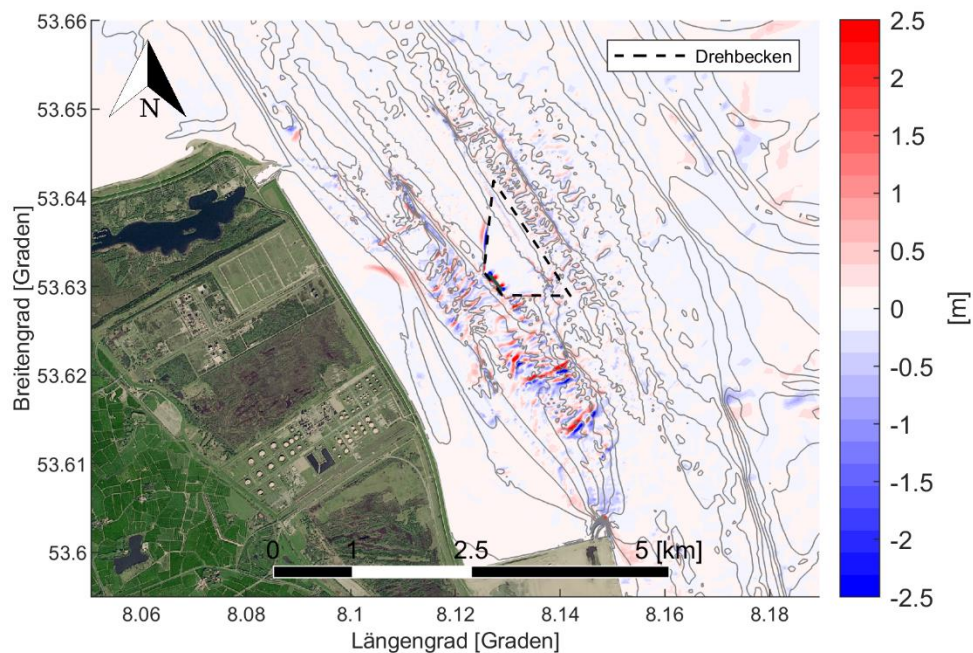 53.66
53.65
53.64
53.63
53.62
53.61
53.6
Breitengrad [Graden]
N
Drehbecken
0 1 2.5 5 [km]
8.06 8.08 8.1 8.12 8.14 8.16 8.18
Längengrad [Graden]
2.5
2
1.5
1
0.5
0
-0.5
-1
-1.5
-2
-2.5
[m]